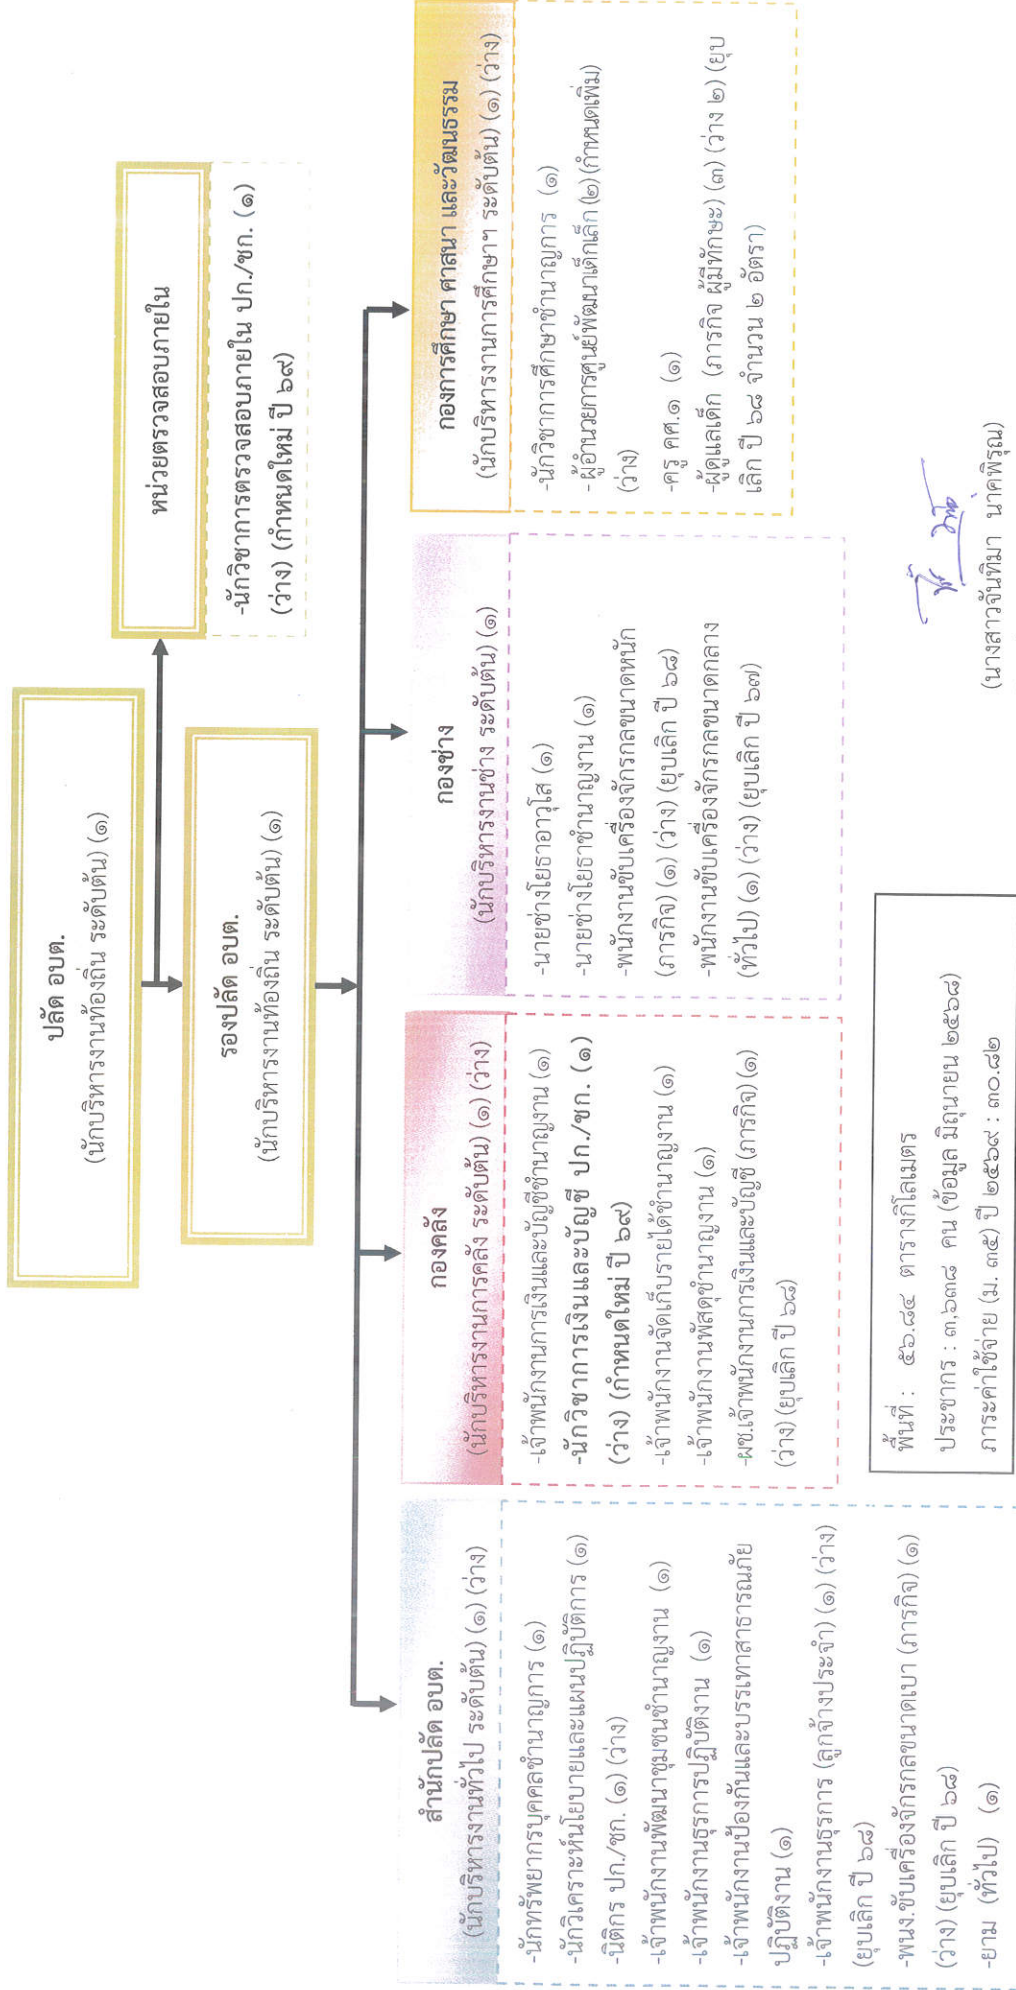 ปลัด อบต.
(นักบริหารงานท้องถิ่น ระดับต้น) (๑)
รองปลัด อบต.
(นักบริหารงานท้องถิ่น ระดับต้น) (๑)
หน่วยตรวจสอบภายใน
-นักวิชาการตรวจสอบภายใน ปก./ชก. (๑)
(ว่าง) (กำหนดใหม่ ปี ๖๙)
สำนักปลัด อบต.
(นักบริหารงานทั่วไป ระดับต้น) (๑) (ว่าง)
-นักทรัพยากรบุคคลชำนาญการ (๑)
-นักวิเคราะห์นโยบายและแผนปฏิบัติการ (๑)
-นิติกร ปก./ชก. (๑) (ว่าง)
-เจ้าพนักงานพัฒนาชุมชนชำนาญงาน (๑)
-เจ้าพนักงานธุรการปฏิบัติงาน (๑)
-เจ้าพนักงานป้องกันและบรรเทาสาธารณภัย
ปฏิบัติงาน (๑)
-เจ้าพนักงานธุรการ (ลูกจ้างประจำ) (๑) (ว่าง)
(ยุบเลิก ปี ๖๘)
-พนง.ขับเครื่องจักรกลขนาดเบา (ภารกิจ) (๑)
(ว่าง) (ยุบเลิก ปี ๖๘)
-ยาม (ทั่วไป) (๑)
กองคลัง
(นักบริหารงานการคลัง ระดับต้น) (๑) (ว่าง)
-เจ้าพนักงานการเงินและบัญชีชำนาญงาน (๑)
-นักวิชาการเงินและบัญชี ปก./ชก. (๑)
(ว่าง) (กำหนดใหม่ ปี ๖๙)
-เจ้าพนักงานจัดเก็บรายได้ชำนาญงาน (๑)
-เจ้าพนักงานพัสดุชำนาญงาน (๑)
-ผช.เจ้าพนักงานการเงินและบัญชี (ภารกิจ) (๑)
(ว่าง) (ยุบเลิก ปี ๖๘)
กองช่าง
(นักบริหารงานช่าง ระดับต้น) (๑)
-นายช่างโยธาอาวุโส (๑)
-นายช่างโยธาชำนาญงาน (๑)
-พนักงานขับเครื่องจักรกลขนาดหนัก
(ภารกิจ) (๑) (ว่าง) (ยุบเลิก ปี ๖๘)
-พนักงานขับเครื่องจักรกลขนาดกลาง
(ทั่วไป) (๑) (ว่าง) (ยุบเลิก ปี ๖๗)
กองการศึกษา ศาสนา และวัฒนธรรม
(นักบริหารงานการศึกษาฯ ระดับต้น) (๑) (ว่าง)
-นักวิชาการศึกษาชำนาญการ (๑)
- ผู้อำนวยการศูนย์พัฒนาเด็กเล็ก (๒) (กำหนดเพิ่ม)
(ว่าง)
-ครู คศ.๑ (๑)
-ผู้ดูแลเด็ก (ภารกิจ ผู้มีทักษะ) (๓) (ว่าง ๒) (ยุบ
เลิก ปี ๖๘ จำนวน ๒ อัตรา)
พื้นที่ : ๕๖.๘๔ ตารางกิโลเมตร
ประชากร : ๓,๖๓๘ คน (ข้อมูล มิถุนายน ๒๕๖๘)
ภาระค่าใช้จ่าย (ม. ๓๕) ปี ๒๕๖๙ : ๓๐.๘๒
(นางสาวจันทิมา นาคพิรุณ)